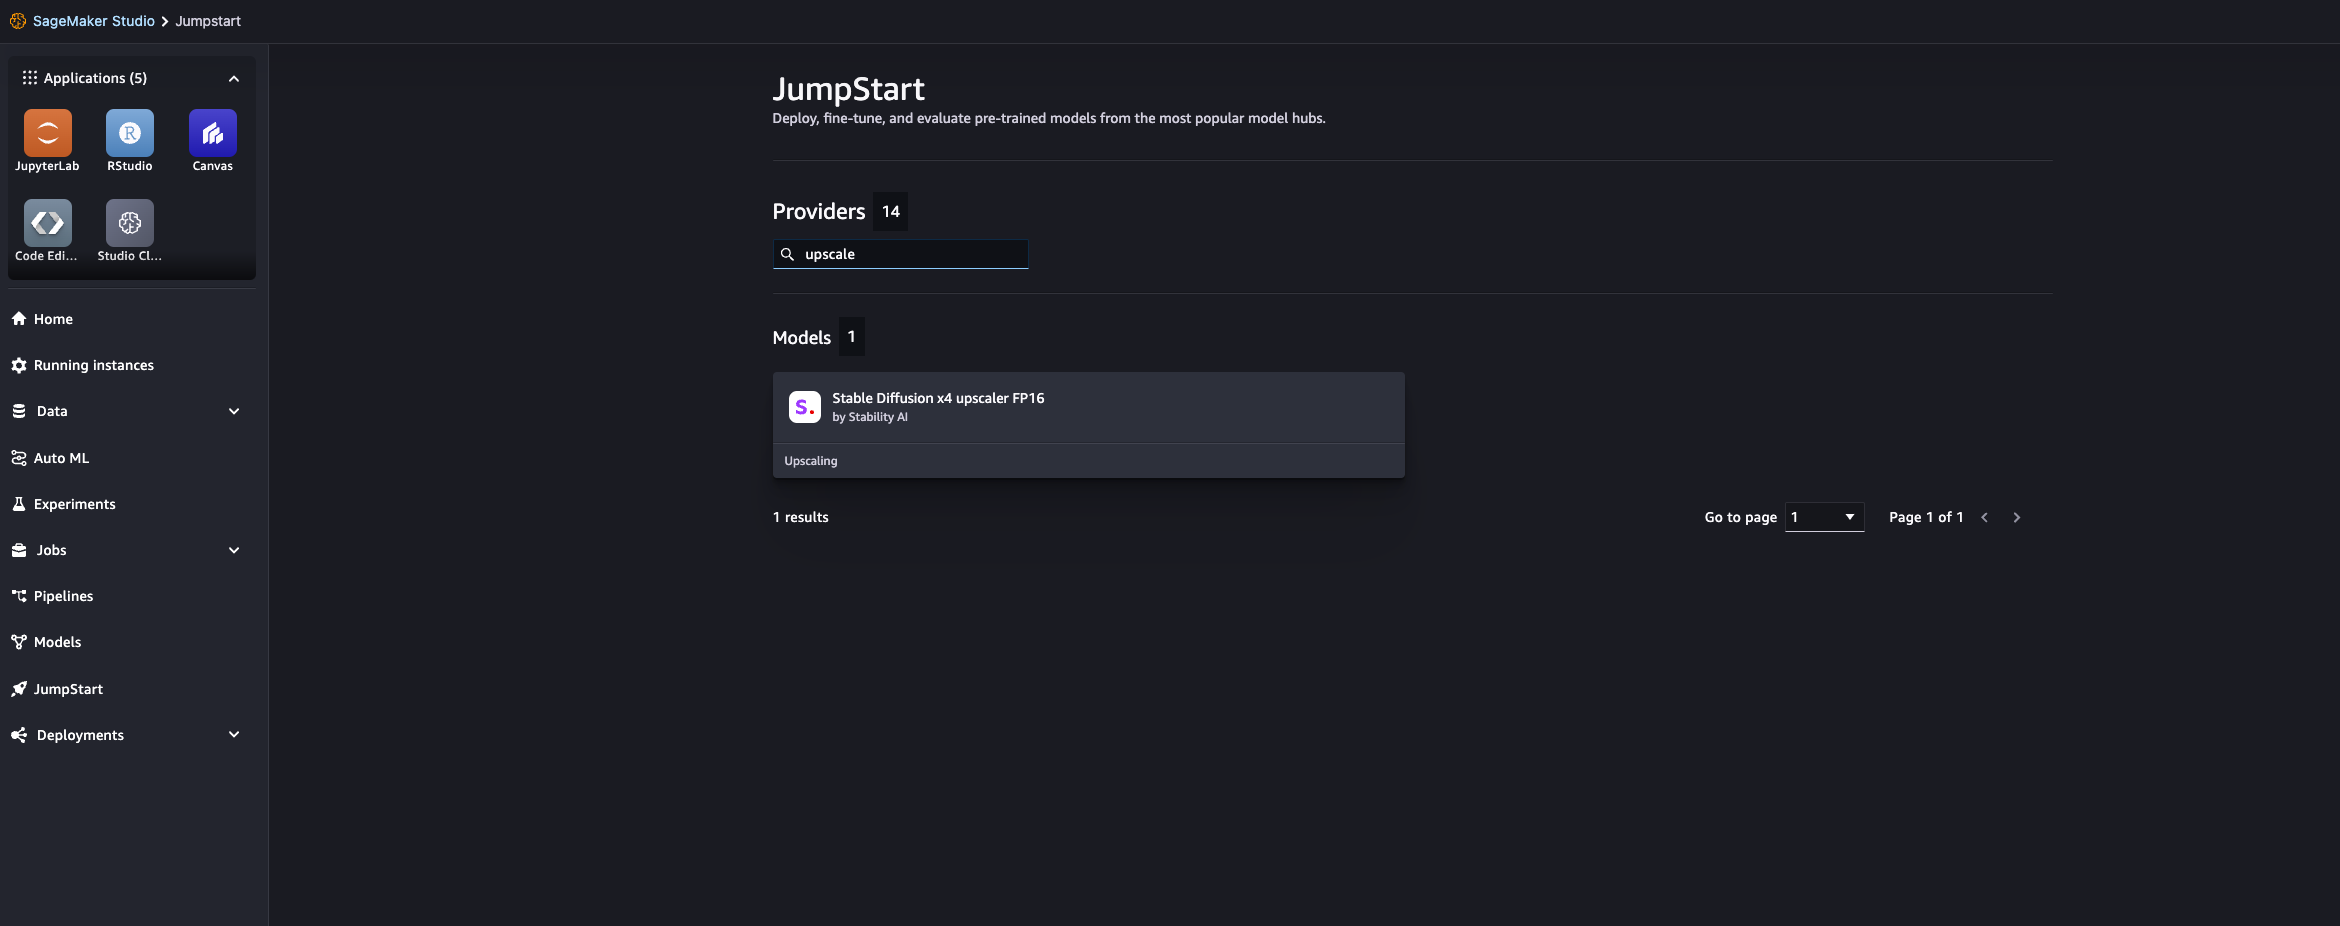 SageMaker Studio > Jumpstart
Applications (5)
JupyterLab
RStudio
Canvas
Code Edi...
Studio Cl...
Home
Running instances
Data
Auto ML
Experiments
Jobs
Pipelines
Models
JumpStart
Deployments
JumpStart
Deploy, fine-tune, and evaluate pre-trained models from the most popular model hubs.
Providers 14
upscale
Models 1
S.
Stable Diffusion x4 upscaler FP16
by Stability AI
Upscaling
1 results
Go to page 1 Page 1 of 1